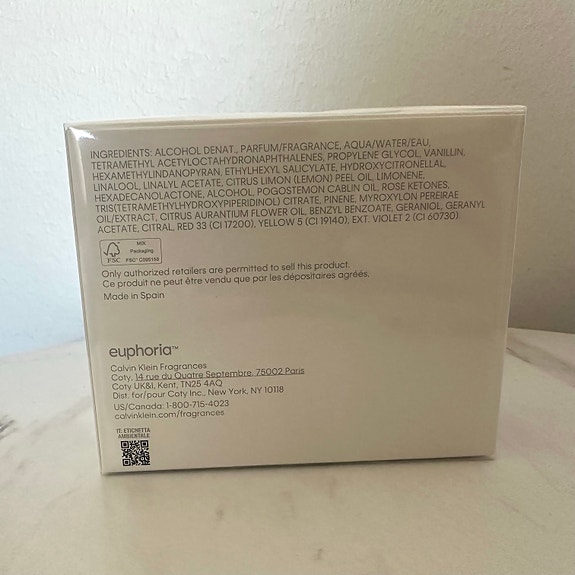 INGREDIENTS: ALCOHOL DENAT., PARFUM/FRAGRANCE, AQUA/WATER/EAU,
TETRAMETHYL ACETYLOCTAHYDRONAPHTHALENES, PROPYLENE GLYCOL, VANILLIN,
HEXAMETHYLINDANOPYRAN, ETHYLHEXYL SALICYLATE, HYDROXYCITRONELLAL,
LINALOOL, LINALYL ACETATE, CITRUS LIMON (LEMON) PEEL OIL, LIMONENE,
HEXADECANOLACTONE, ALCOHOL, POGOSTEMON CABLIN OIL, ROSE KETONES,
TRIS(TETRAMETHYLHYDROXYPIPERIDINOL) CITRATE, PINENE, MYROXYLON PEREIRAE
OIL/EXTRACT, CITRUS AURANTIUM FLOWER OIL, BENZYL BENZOATE, GERANIOL, GERANYL
ACETATE, CITRAL, RED 33 (CI 17200), YELLOW 5 (CI 19140), EXT. VIOLET 2 (CI 60730).
FSC
MIX
Packaging
Only authorized retailers are permitted to sell this product.
Ce produit ne peut être vendu que par les dépositaires agréés.
Made in Spain
euphoria™
Calvin Klein Fragrances
Coty, 14 rue du Quatre Septembre, 75002 Paris
Coty UK&I, Kent, TN25 4AQ
Dist. for/pour Coty Inc., New York, NY 10118
US/Canada: 1-800-715-4023
calvinklein.com/fragrances
IT: ETICHETTA
AMBIENTALE